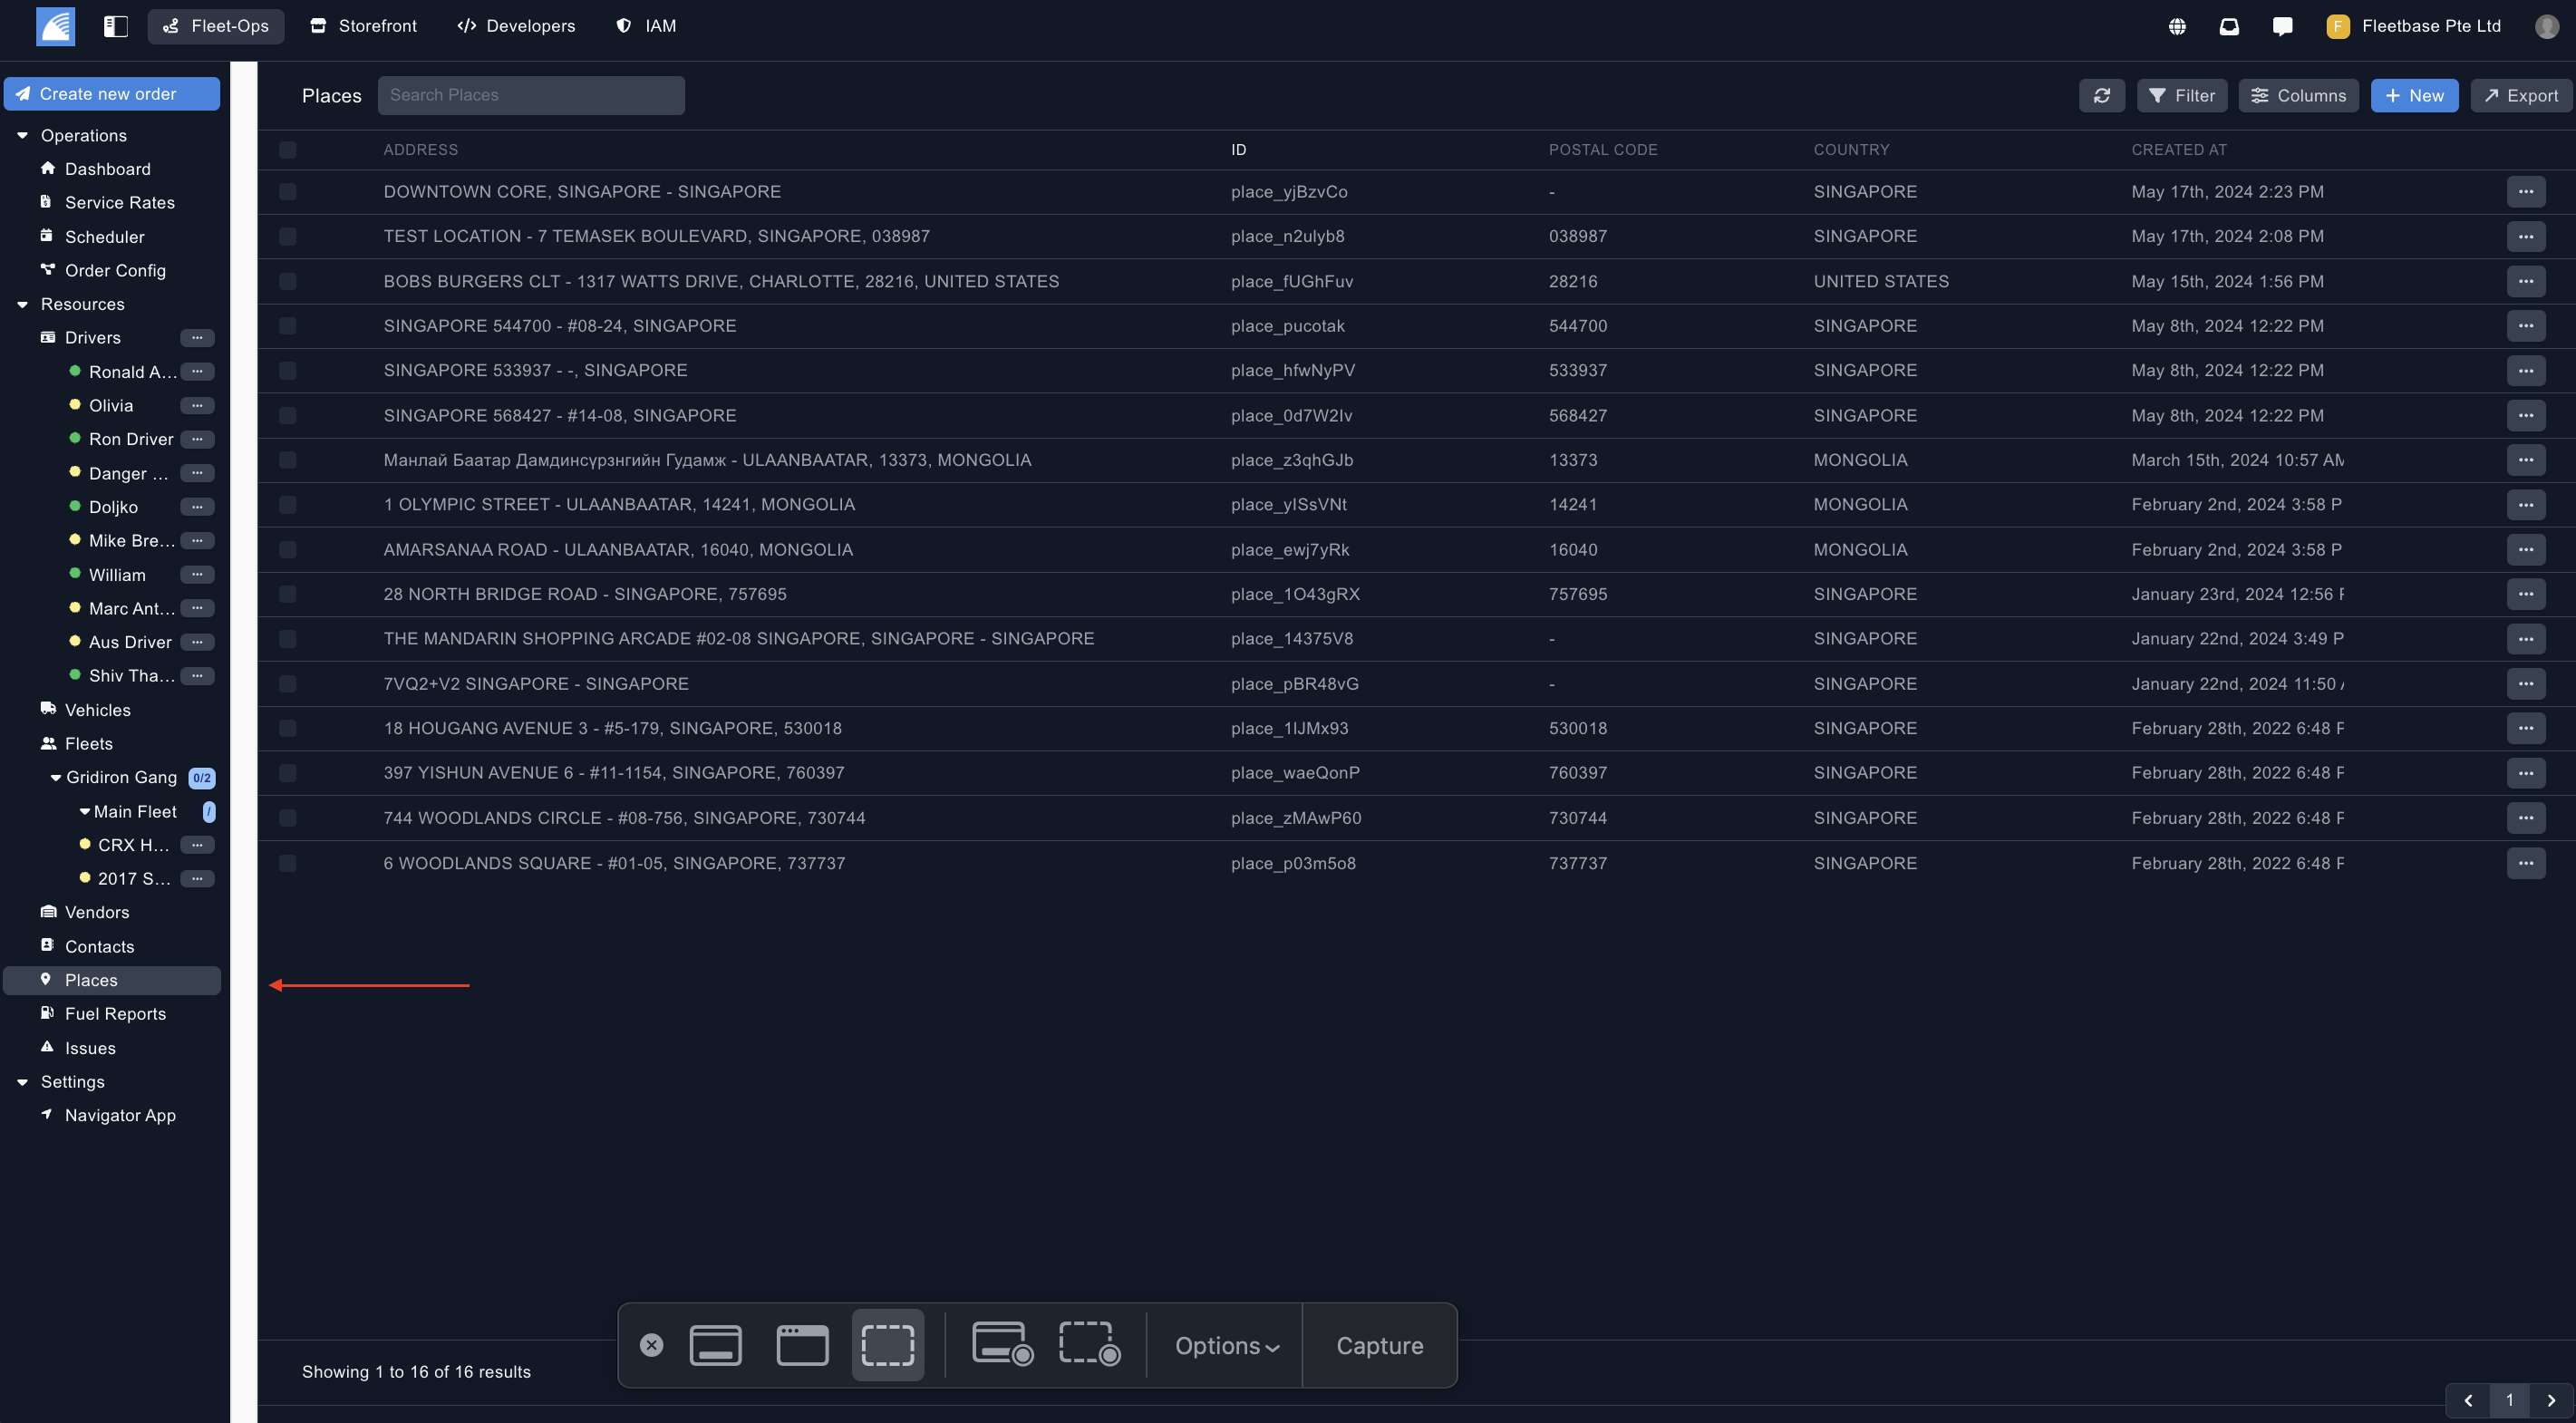 Fleet-Ops
Storefront
Developers
IAM
F
Fleetbase Pte Ltd
Create new order
Operations
Dashboard
Service Rates
Scheduler
Order Config
Resources
Drivers
Ronald A...
Olivia
Ron Driver
Danger ...
Doljko
Mike Bre...
William
Marc Ant...
Aus Driver
Shiv Tha...
Vehicles
Fleets
Gridiron Gang 0/2
Main Fleet /
CRX H...
2017 S...
Vendors
Contacts
Places
Fuel Reports
Issues
Settings
Navigator App
Places
Search Places
Filter
Columns
New
Export
ADDRESS ID POSTAL CODE COUNTRY CREATED AT
DOWNTOWN CORE, SINGAPORE - SINGAPORE place_yjBzvCo - SINGAPORE May 17th, 2024 2:23 PM
TEST LOCATION - 7 TEMASEK BOULEVARD, SINGAPORE, 038987 place_n2ulyb8 038987 SINGAPORE May 17th, 2024 2:08 PM
BOBS BURGERS CLT - 1317 WATTS DRIVE, CHARLOTTE, 28216, UNITED STATES place_fUGhFuv 28216 UNITED STATES May 15th, 2024 1:56 PM
SINGAPORE 544700 - #08-24, SINGAPORE place_pucotak 544700 SINGAPORE May 8th, 2024 12:22 PM
SINGAPORE 533937 - -, SINGAPORE place_hfwNyPV 533937 SINGAPORE May 8th, 2024 12:22 PM
SINGAPORE 568427 - #14-08, SINGAPORE place_0d7W2Iv 568427 SINGAPORE May 8th, 2024 12:22 PM
Манлай Баатар Дамдинсүрэнгийн Гудамж - ULAANBAATAR, 13373, MONGOLIA place_z3qhGJb 13373 MONGOLIA March 15th, 2024 10:57 AM
1 OLYMPIC STREET - ULAANBAATAR, 14241, MONGOLIA place_yISsVNt 14241 MONGOLIA February 2nd, 2024 3:58 P
AMARSANAA ROAD - ULAANBAATAR, 16040, MONGOLIA place_ewj7yRk 16040 MONGOLIA February 2nd, 2024 3:58 P
28 NORTH BRIDGE ROAD - SINGAPORE, 757695 place_1O43gRX 757695 SINGAPORE January 23rd, 2024 12:56
THE MANDARIN SHOPPING ARCADE #02-08 SINGAPORE, SINGAPORE - SINGAPORE place_14375V8 - SINGAPORE January 22nd, 2024 3:49 P
7VQ2+V2 SINGAPORE - SINGAPORE place_pBR48vG - SINGAPORE January 22nd, 2024 11:50
18 HOUGANG AVENUE 3 - #5-179, SINGAPORE, 530018 place_1lJMx93 530018 SINGAPORE February 28th, 2022 6:48
397 YISHUN AVENUE 6 - #11-1154, SINGAPORE, 760397 place_waeQonP 760397 SINGAPORE February 28th, 2022 6:48
744 WOODLANDS CIRCLE - #08-756, SINGAPORE, 730744 place_zMAwP60 730744 SINGAPORE February 28th, 2022 6:48
6 WOODLANDS SQUARE - #01-05, SINGAPORE, 737737 place_p03m5o8 737737 SINGAPORE February 28th, 2022 6:48
Options
Capture
Showing 1 to 16 of 16 results
1